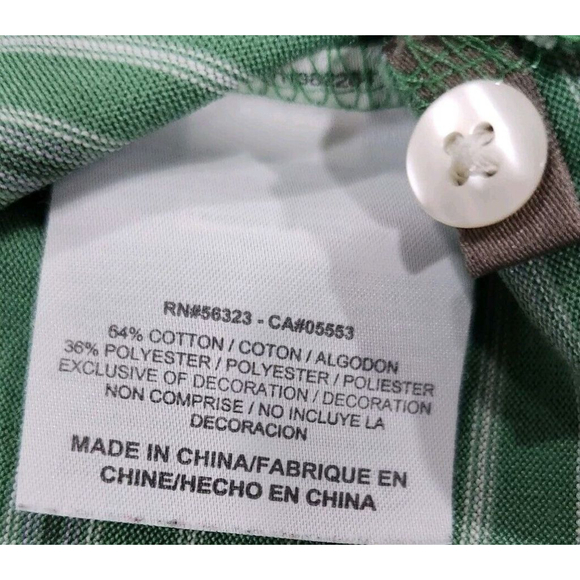 RN#56323 - CA#05553
64% COTTON / COTON / ALGODON
36% POLYESTER / POLYESTER / POLIESTER
EXCLUSIVE OF DECORATION / DECORATION
NON COMPRISE / NO INCLUYE LA
DECORACION
MADE IN CHINA/FABRIQUE EN
CHINE/HECHO EN CHINA